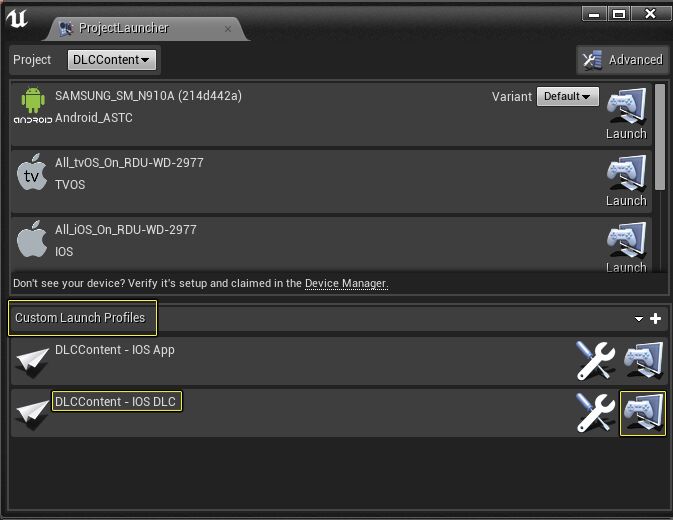 ProjectLauncher
Project DLCContent Advanced
SAMSUNG_SM_N910A (214d442a) Variant Default
Android_ASTC
ANDROID
Launch
All_tvOS_On_RDU-WD-2977
tv
TVOS
Launch
All_iOS_On_RDU-WD-2977
IOS
Launch
Don't see your device? Verify it's setup and claimed in the Device Manager.
Custom Launch Profiles
DLCContent - IOS App
DLCContent - IOS DLC